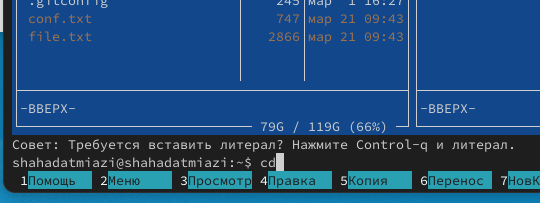 .gitconfig 245 мар 1 16:27
conf.txt 747 мар 21 09:43
file.txt 2866 мар 21 09:43
-ВВЕРХ- -ВВЕРХ-
79G / 119G (66%)
Совет: Требуется вставить литерал? Нажмите Control-q и литерал.
shahadatmiazi@shahadatmiazi:~$ cd
1Помощь 2Меню 3Просмотр 4Правка 5Копия 6Перенос 7НовК